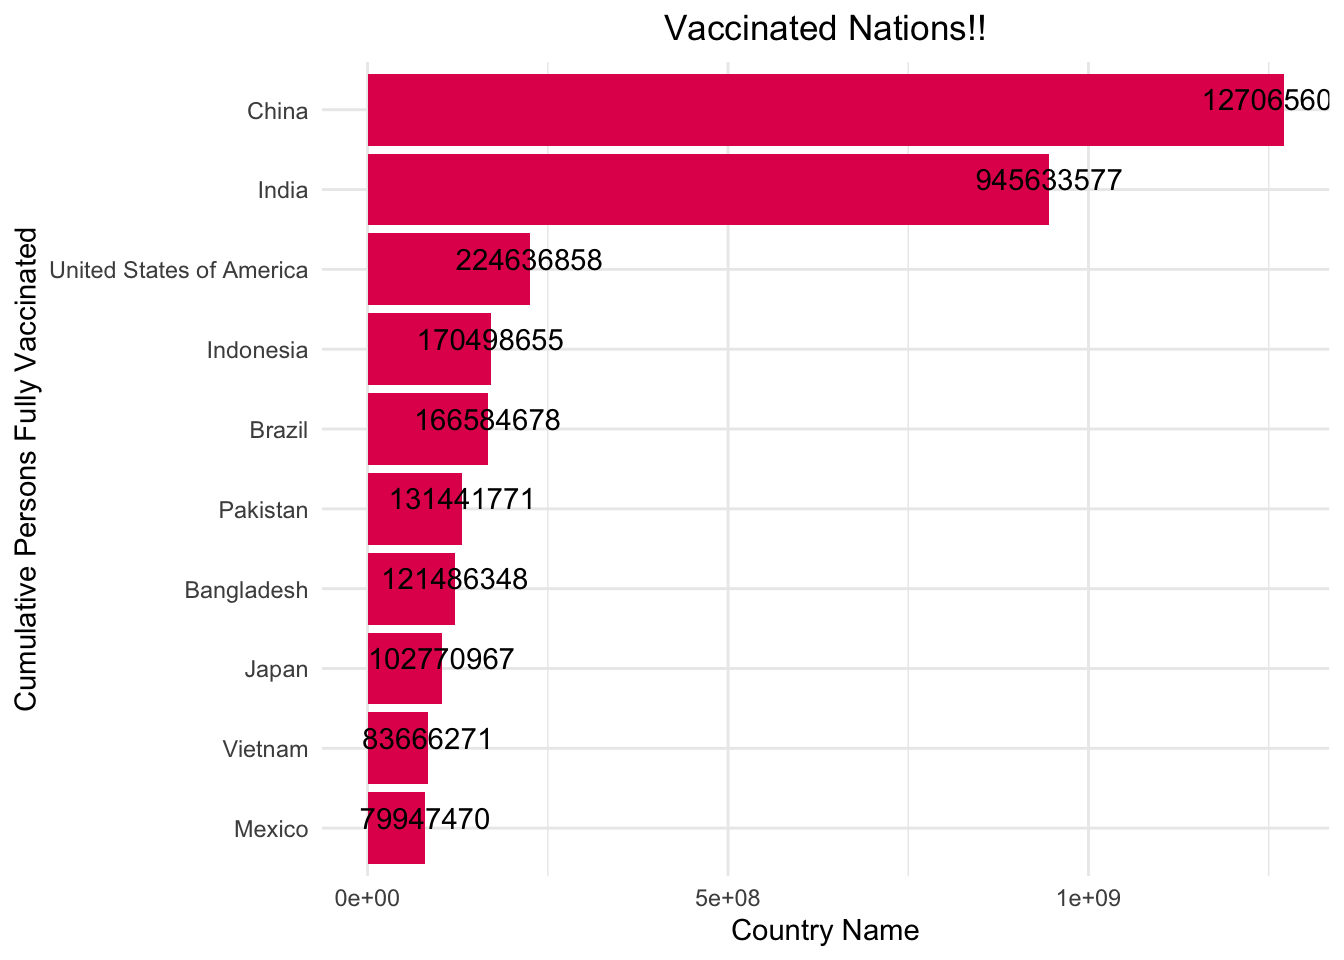 Vaccinated Nations!!
Cumulative Persons Fully Vaccinated
China 12706560
India 945633577
United States of America 224636858
Indonesia 170498655
Brazil 166584678
Pakistan 131441771
Bangladesh 121486348
Japan 102770967
Vietnam 83666271
Mexico 79947470
0e+00 5e+08 1e+09
Country Name